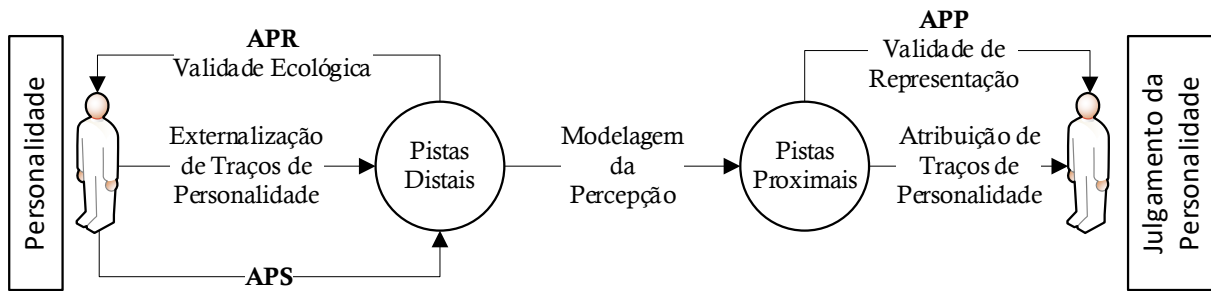 Personalidade
APR
Validade Ecológica
Externalização
de Traços de
Personalidade
APS
Pistas
Distais
Modelagem
da
Percepção
Pistas
Proximais
APP
Validade de
Representação
Atribuição de
Traços de
Personalidade
Julgamento da
Personalidade